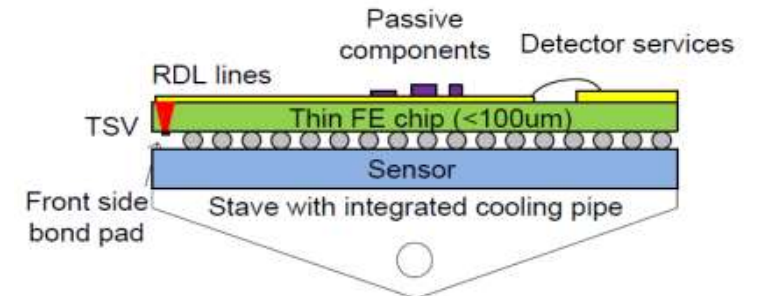 Passive
components
Detector services
RDL lines
TSV
Thin FE chip (<100um)
Sensor
Front side
bond pad
Stave with integrated cooling pipe